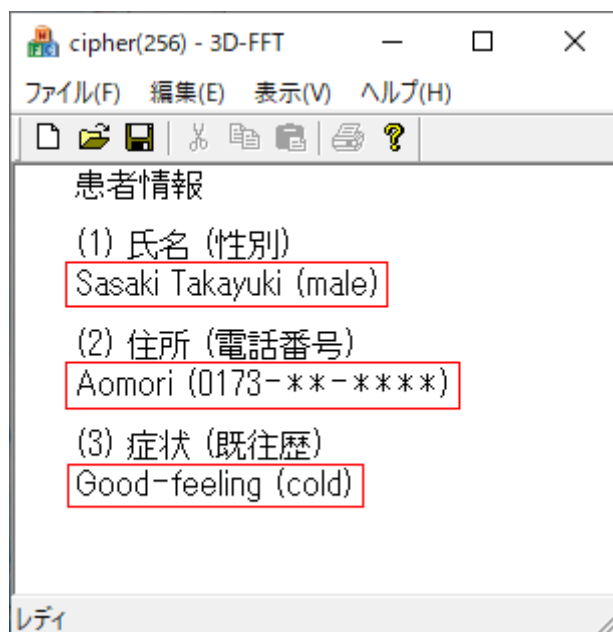 cipher(256) - 3D-FFT
ファイル(F) 編集(E) 表示(V) ヘルプ(H)
患者情報
(1) 氏名 (性別)
Sasaki Takayuki (male)
(2) 住所 (電話番号)
Aomori (0173-**-****)
(3) 症状 (既往歴)
Good-feeling (cold)
レディ